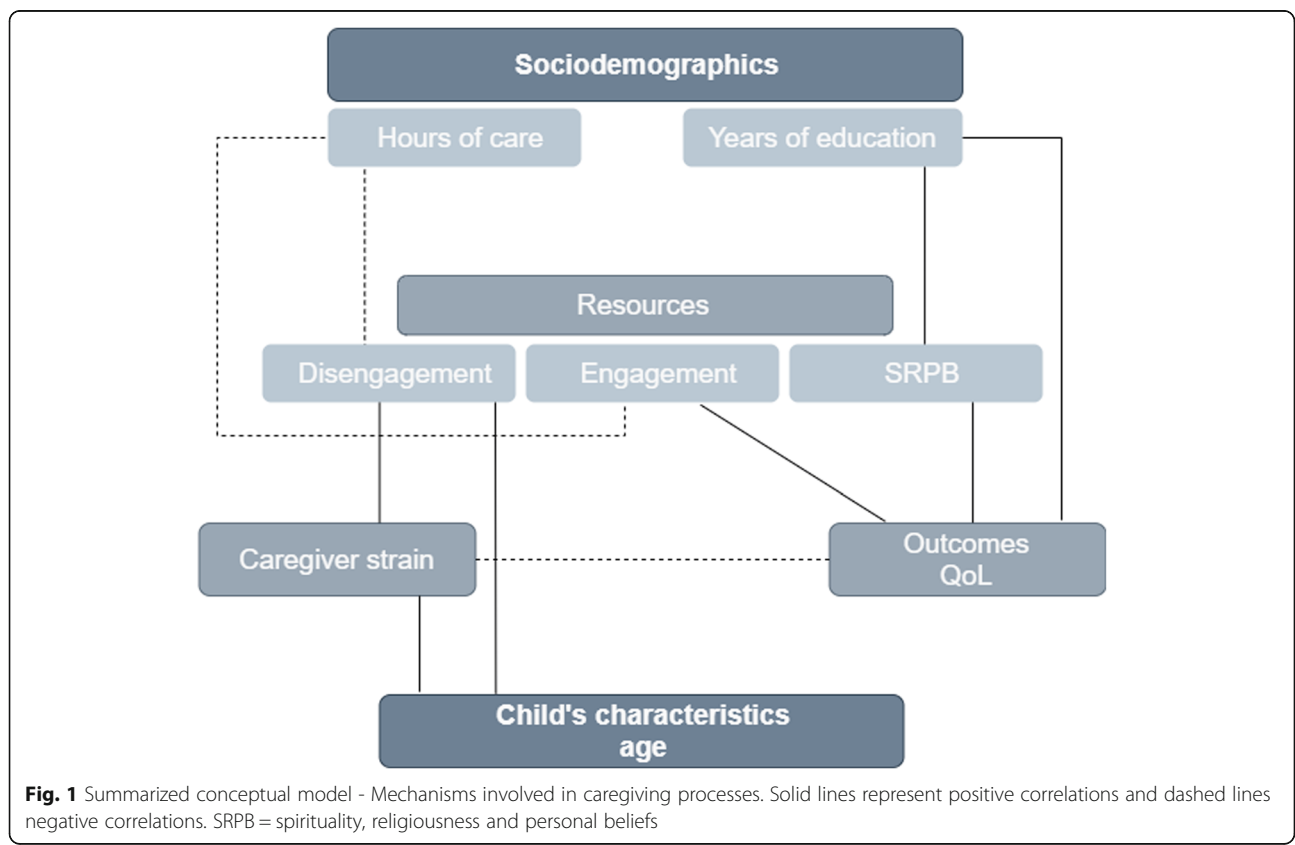 Sociodemographics
Hours of care
Years of education
Resources
Disengagement
Engagement
SRPB
Caregiver strain
Outcomes
QoL
Child's characteristics
age
Fig. 1 Summarized conceptual model - Mechanisms involved in caregiving processes. Solid lines represent positive correlations and dashed lines
negative correlations. SRPB = spirituality, religiousness and personal beliefs